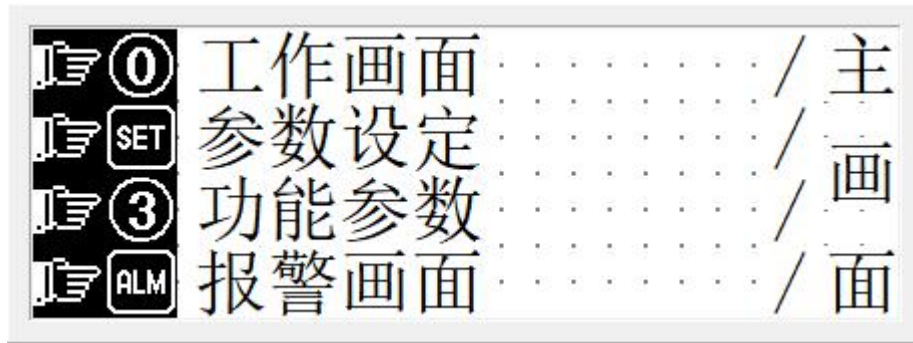 0 工作画面 / 主
SET 参数设定 / 画
3 功能参数 /
ALM 报警画面 / 面